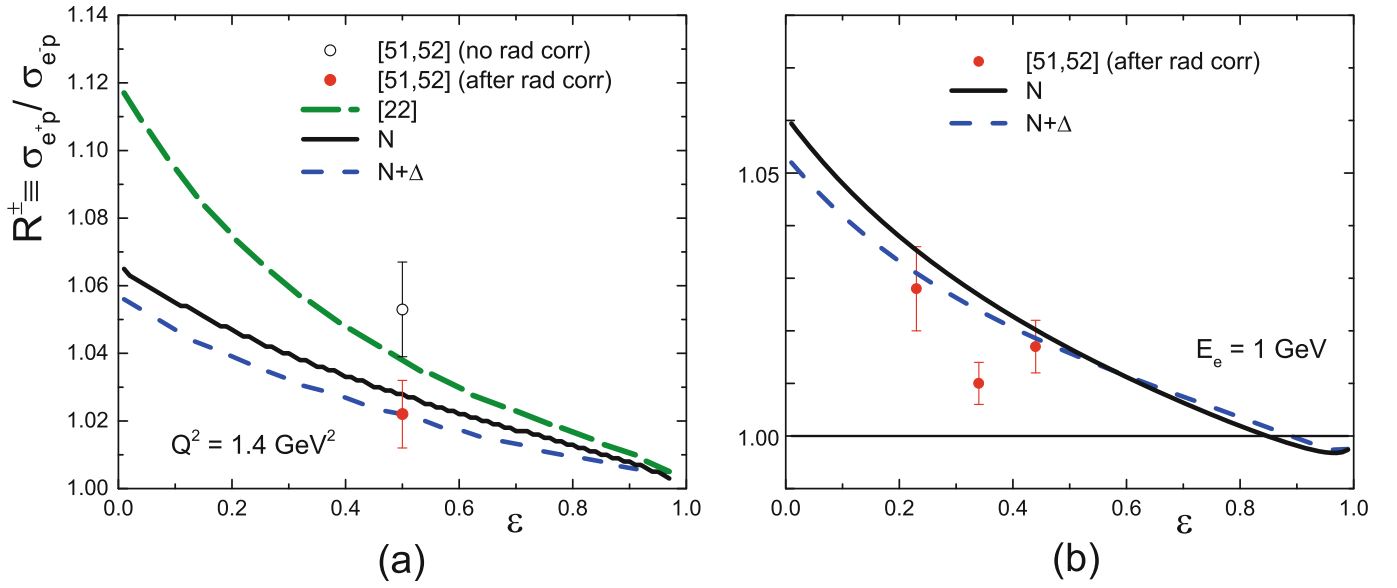 R± ≡ σe+p / σe-p
1.14
1.12
1.10
1.08
1.06
1.04
1.02
1.00
[51,52] (no rad corr)
[51,52] (after rad corr)
[22]
N
N+Δ
Q² = 1.4 GeV²
0.0
0.2
0.4
0.6
0.8
1.0
ε
(a)
1.05
1.00
[51,52] (after rad corr)
N
N+Δ
Ee = 1 GeV
0.0
0.2
0.4
0.6
0.8
1.0
ε
(b)